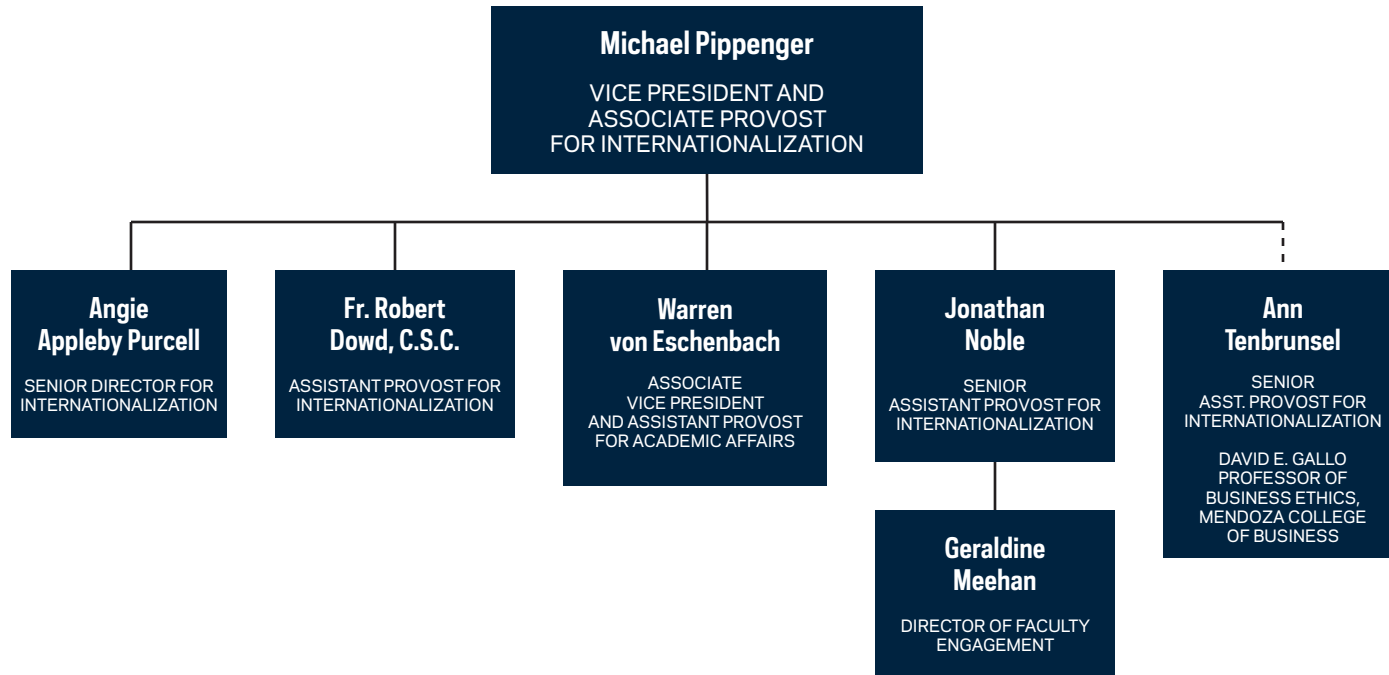 Michael Pippenger
VICE PRESIDENT AND
ASSOCIATE PROVOST
FOR INTERNATIONALIZATION
Angie
Appleby Purcell
SENIOR DIRECTOR FOR
INTERNATIONALIZATION
Fr. Robert
Dowd, C.S.C.
ASSISTANT PROVOST FOR
INTERNATIONALIZATION
Warren
von Eschenbach
ASSOCIATE
VICE PRESIDENT
AND ASSISTANT PROVOST
FOR ACADEMIC AFFAIRS
Jonathan
Noble
SENIOR
ASSISTANT PROVOST FOR
INTERNATIONALIZATION
Geraldine
Meehan
DIRECTOR OF FACULTY
ENGAGEMENT
Ann
Tenbrunsel
SENIOR
ASST. PROVOST FOR
INTERNATIONALIZATION
DAVID E. GALLO
PROFESSOR OF
BUSINESS ETHICS,
MENDOZA COLLEGE
OF BUSINESS